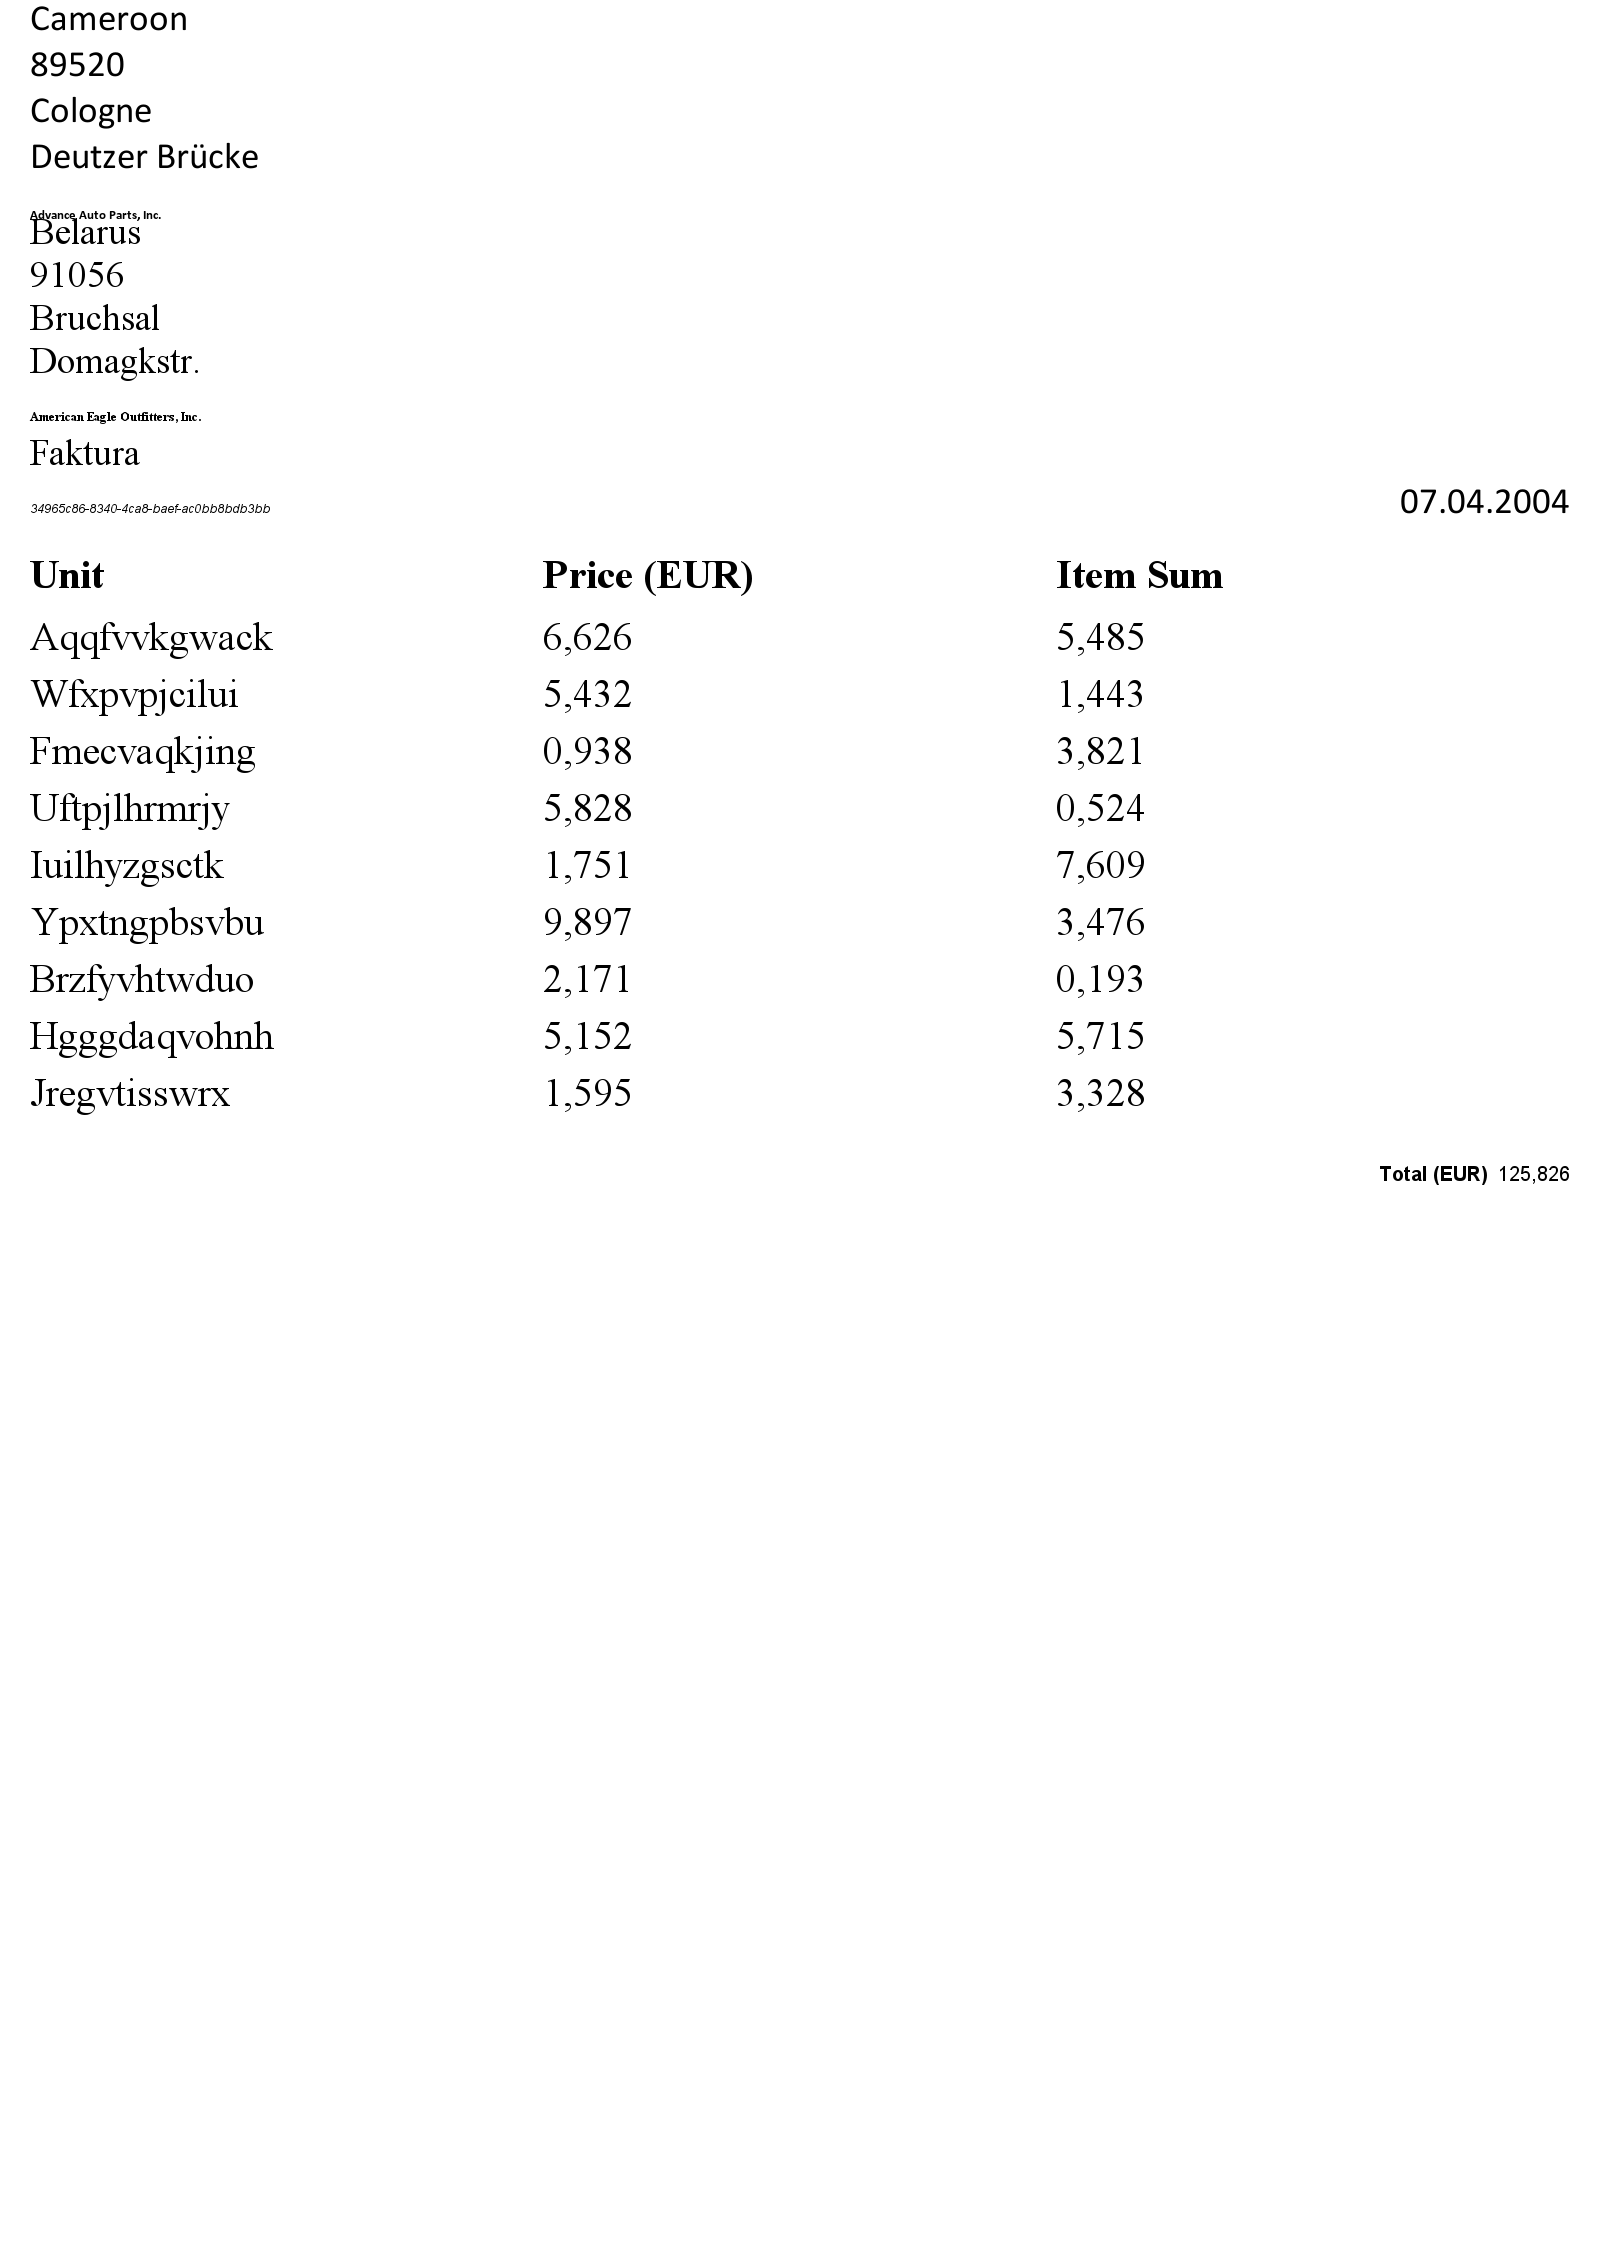 Cameroon
89520
Cologne
Deutzer Brücke
Advance Auto Parts, Inc.
Belarus
91056
Bruchsal
Domagkstr.
American Eagle Outfitters, Inc.
Faktura
34965c86-8340-4ca8-baef-ac0bb8bdb3bb 07.04.2004
Unit Price (EUR) Item Sum
Aqqfvvkgwack 6,626 5,485
Wfxpvpjcilui 5,432 1,443
Fmecvaqkjing 0,938 3,821
Uftpjlhrmrjy 5,828 0,524
Iuilhyzgsctk 1,751 7,609
Ypxtngpbsvbu 9,897 3,476
Brzfyvhtwduo 2,171 0,193
Hgggdaqvohnh 5,152 5,715
Jregvtisswrx 1,595 3,328
Total (EUR) 125,826